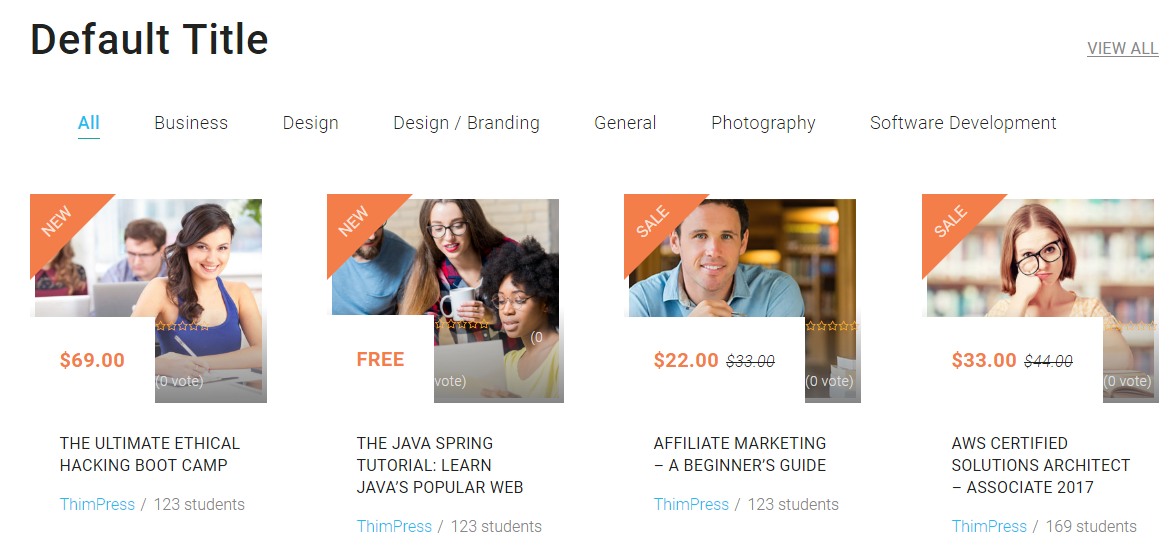 Default Title
VIEW ALL
All Business Design Design / Branding General Photography Software Development
NEW
$69.00
(0 vote)
THE ULTIMATE ETHICAL
HACKING BOOT CAMP
ThimPress / 123 students
NEW
FREE
(0
vote)
THE JAVA SPRING
TUTORIAL: LEARN
JAVA’S POPULAR WEB
ThimPress / 123 students
SALE
$22.00 $33.00
(0 vote)
AFFILIATE MARKETING
– A BEGINNER’S GUIDE
ThimPress / 123 students
SALE
$33.00 $44.00
(0 vote)
AWS CERTIFIED
SOLUTIONS ARCHITECT
– ASSOCIATE 2017
ThimPress / 169 students